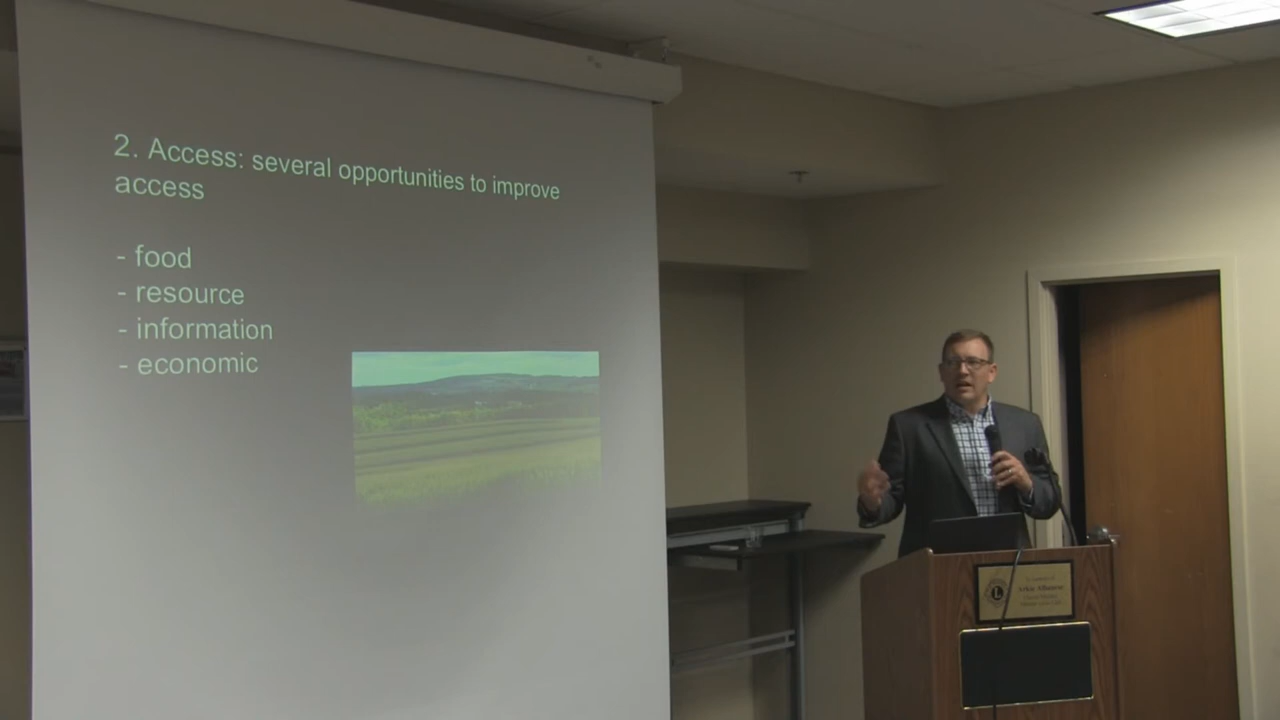 2. Access: several opportunities to improve
access
- food
- resource
- information
- economic
L